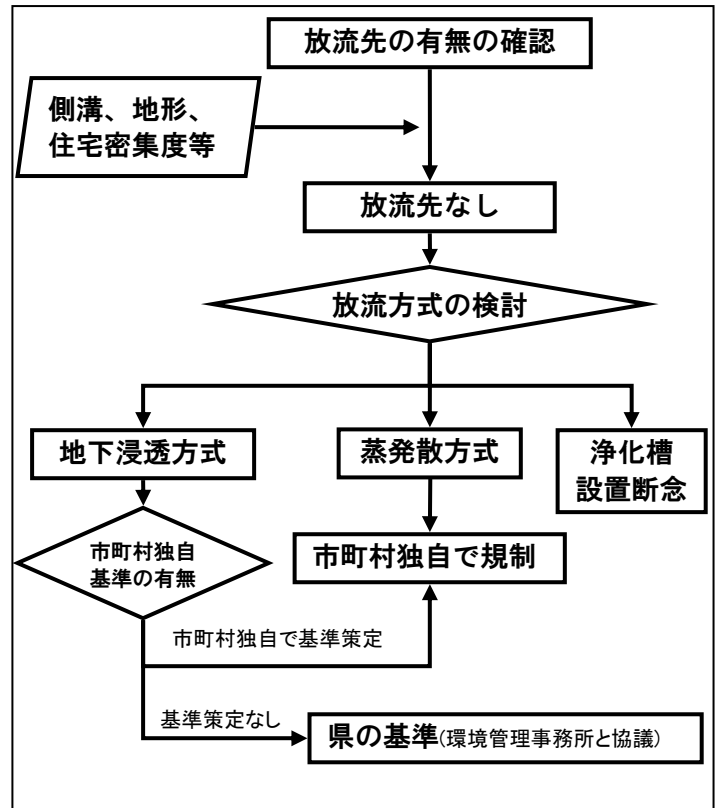 放流先の有無の確認
側溝、地形、
住宅密集度等
放流先なし
放流方式の検討
地下浸透方式
蒸発散方式
浄化槽
設置断念
市町村独自
基準の有無
市町村独自で規制
市町村独自で基準策定
基準策定なし
県の基準(環境管理事務所と協議)